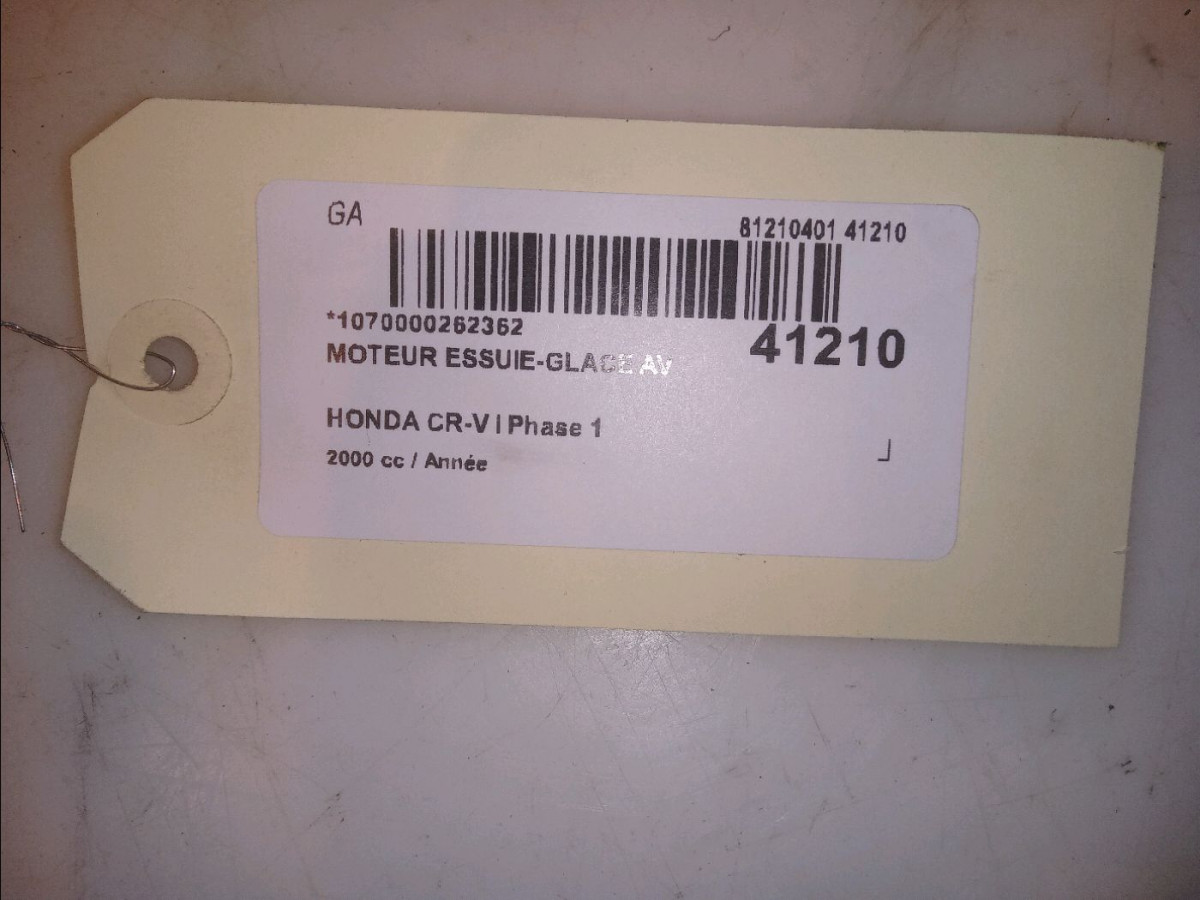 GA
81210401 41210
*1070000262362
41210
MOTEUR ESSUIE-GLACE AV
HONDA CR-V I Phase 1
2000 cc / Année